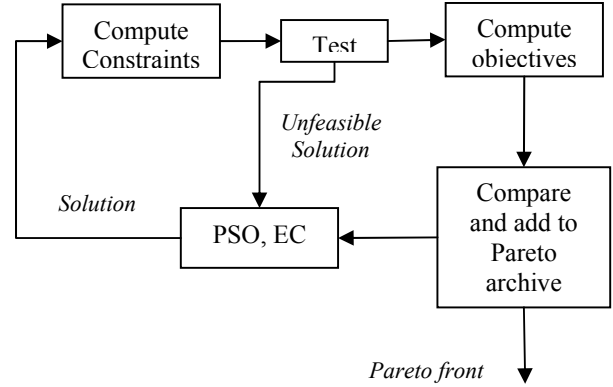 Compute
Constraints
Test
Compute
objectives
Unfeasible
Solution
Solution
PSO, EC
Compare
and add to
Pareto
archive
Pareto front